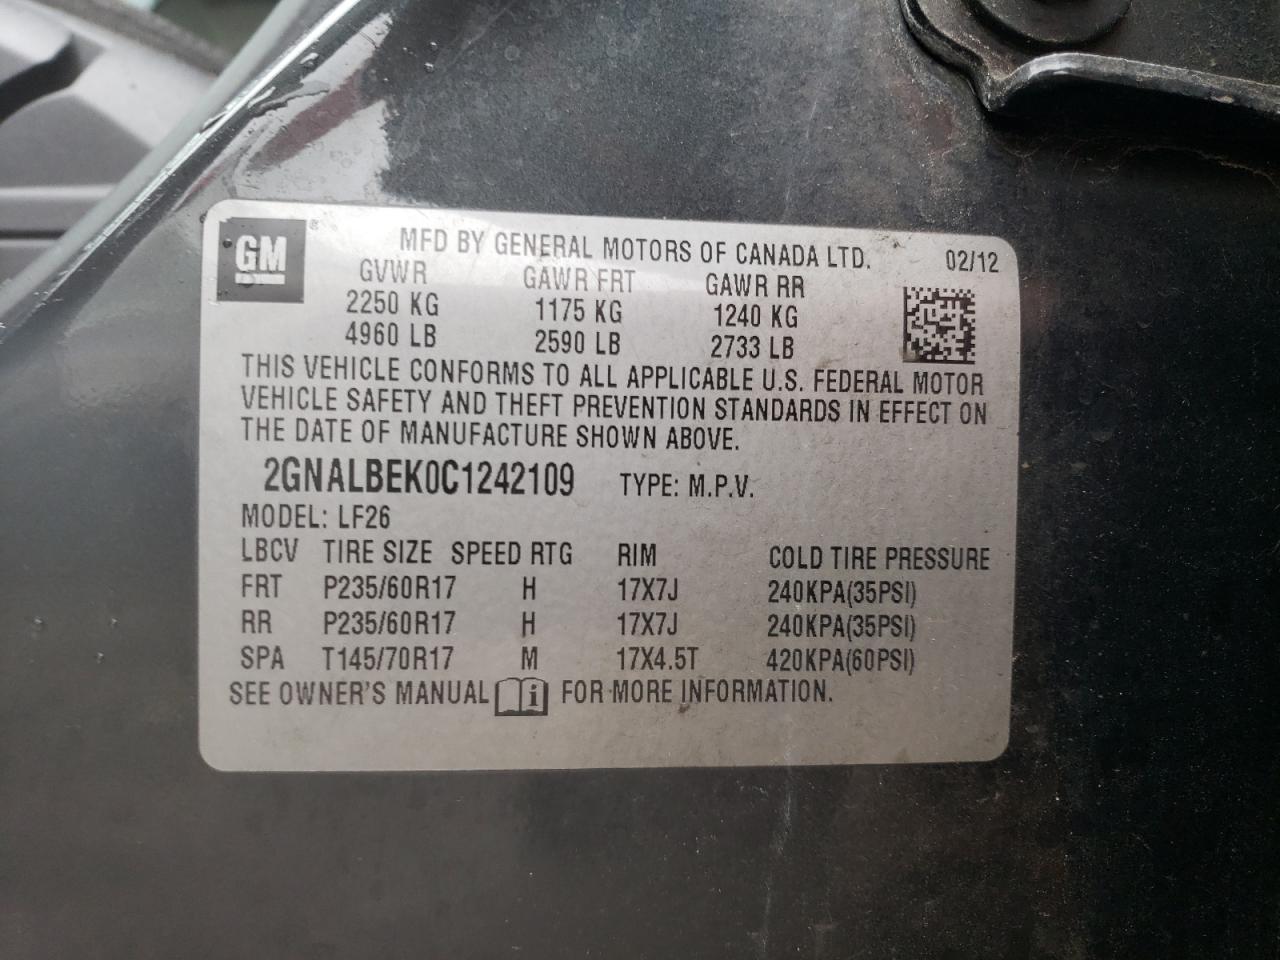 GM ® MFD BY GENERAL MOTORS OF CANADA LTD. 02/12
GVWR GAWR FRT GAWR RR
2250 KG 1175 KG 1240 KG
4960 LB 2590 LB 2733 LB
THIS VEHICLE CONFORMS TO ALL APPLICABLE U.S. FEDERAL MOTOR
VEHICLE SAFETY AND THEFT PREVENTION STANDARDS IN EFFECT ON
THE DATE OF MANUFACTURE SHOWN ABOVE.
2GNALBEK0C1242109 TYPE: M.P.V.
MODEL: LF26
LBCV TIRE SIZE SPEED RTG RIM COLD TIRE PRESSURE
FRT P235/60R17 H 17X7J 240KPA(35PSI)
RR P235/60R17 H 17X7J 240KPA(35PSI)
SPA T145/70R17 M 17X4.5T 420KPA(60PSI)
SEE OWNER'S MANUAL i FOR MORE INFORMATION.